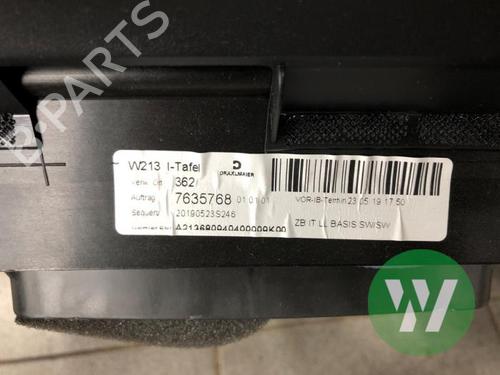 B-PARTS
W213 I-Tafel
DRÄXLMAIER
362
Auftrag 7635768 01 01 01
VOR-IB-Termin 23.05.19 17:50
Sequenz 20190523S246
ZB IT LL BASIS SW/SW
W